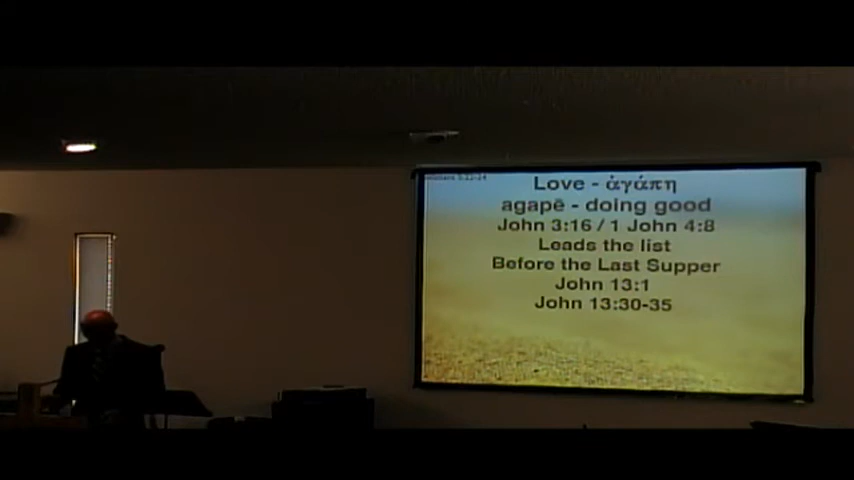 Love - ἀγάπη
agapē - doing good
John 3:16 / 1 John 4:8
Leads the list
Before the Last Supper
John 13:1
John 13:30-35